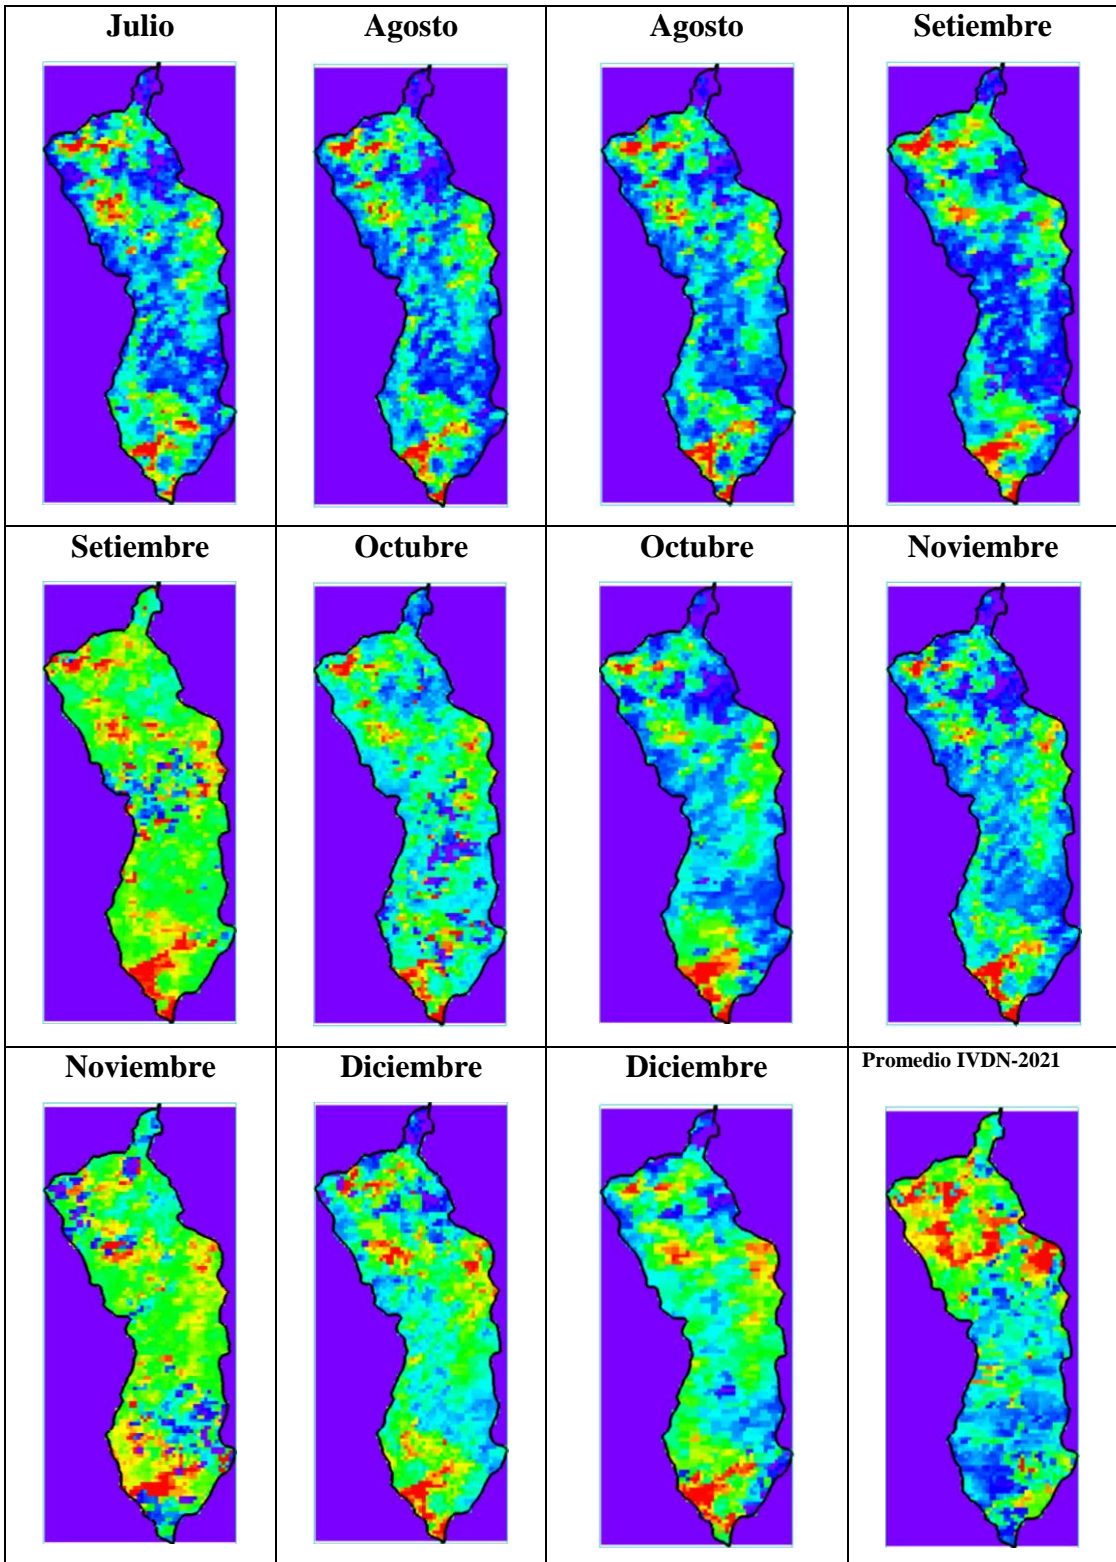 Julio
Agosto
Agosto
Setiembre
Setiembre
Octubre
Octubre
Noviembre
Noviembre
Diciembre
Diciembre
Promedio IVDN-2021